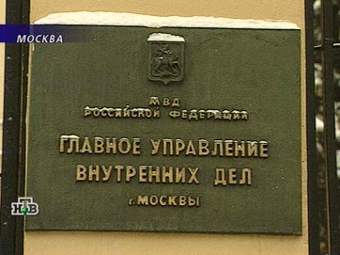 МОСКВА
МВД
РОССИЙСКОЙ ФЕДЕРАЦИИ
ГЛАВНОЕ УПРАВЛЕНИЕ
ВНУТРЕННИХ ДЕЛ
г. МОСКВЫ
НТВ